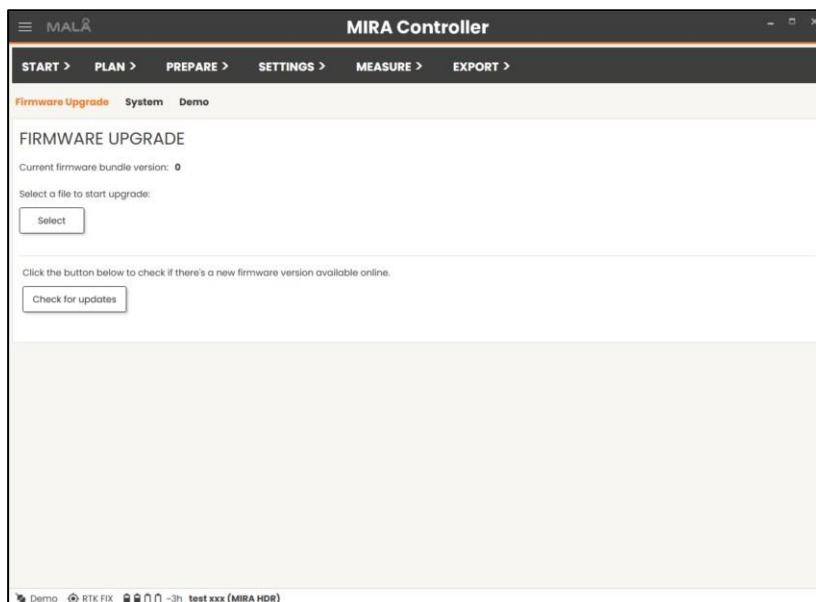 MALÅ MIRA Controller
START > PLAN > PREPARE > SETTINGS > MEASURE > EXPORT >
Firmware Upgrade System Demo
FIRMWARE UPGRADE
Current firmware bundle version: 0
Select a file to start upgrade:
Select
Click the button below to check if there's a new firmware version available online.
Check for updates
Demo RTK FIX ~3h test xxx (MIRA HDR)